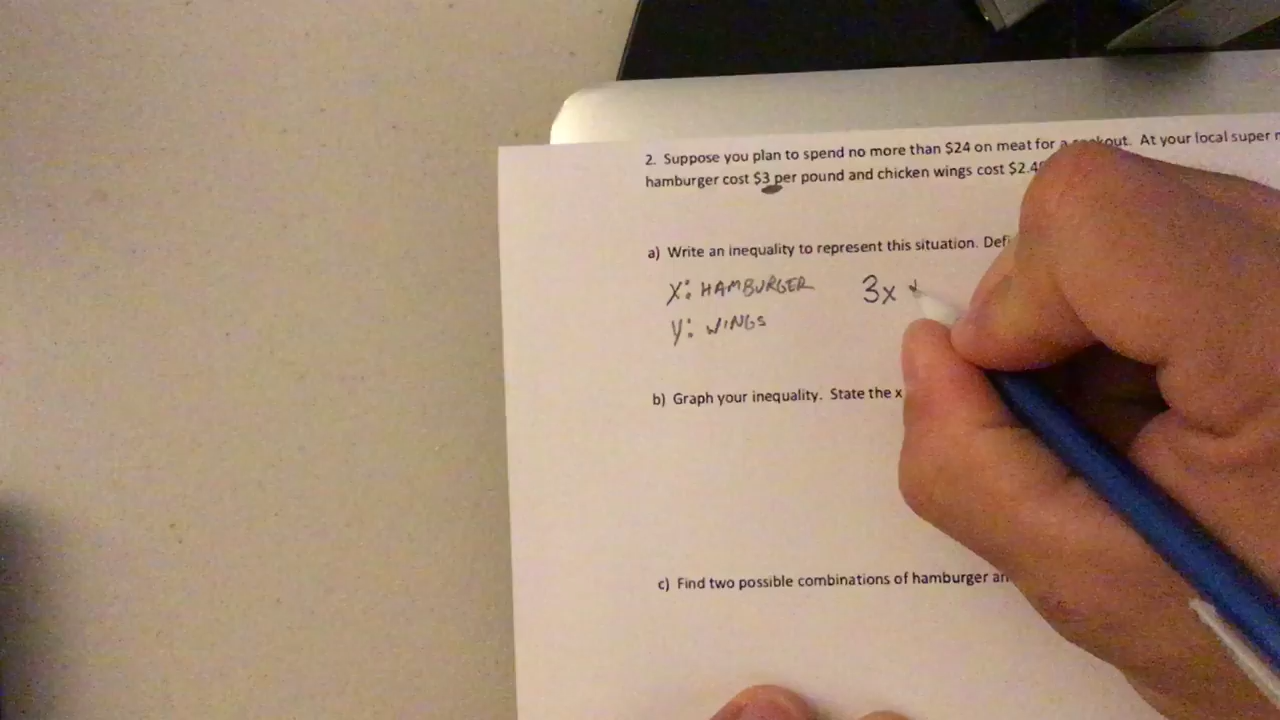 2. Suppose you plan to spend no more than $24 on meat for a cookout. At your local super
hamburger cost $3 per pound and chicken wings cost
a) Write an inequality to represent this situation.
X: HAMBURGER 3x +
Y: WINGS
b) Graph your inequality. State the x
c) Find two possible combinations of hamburger